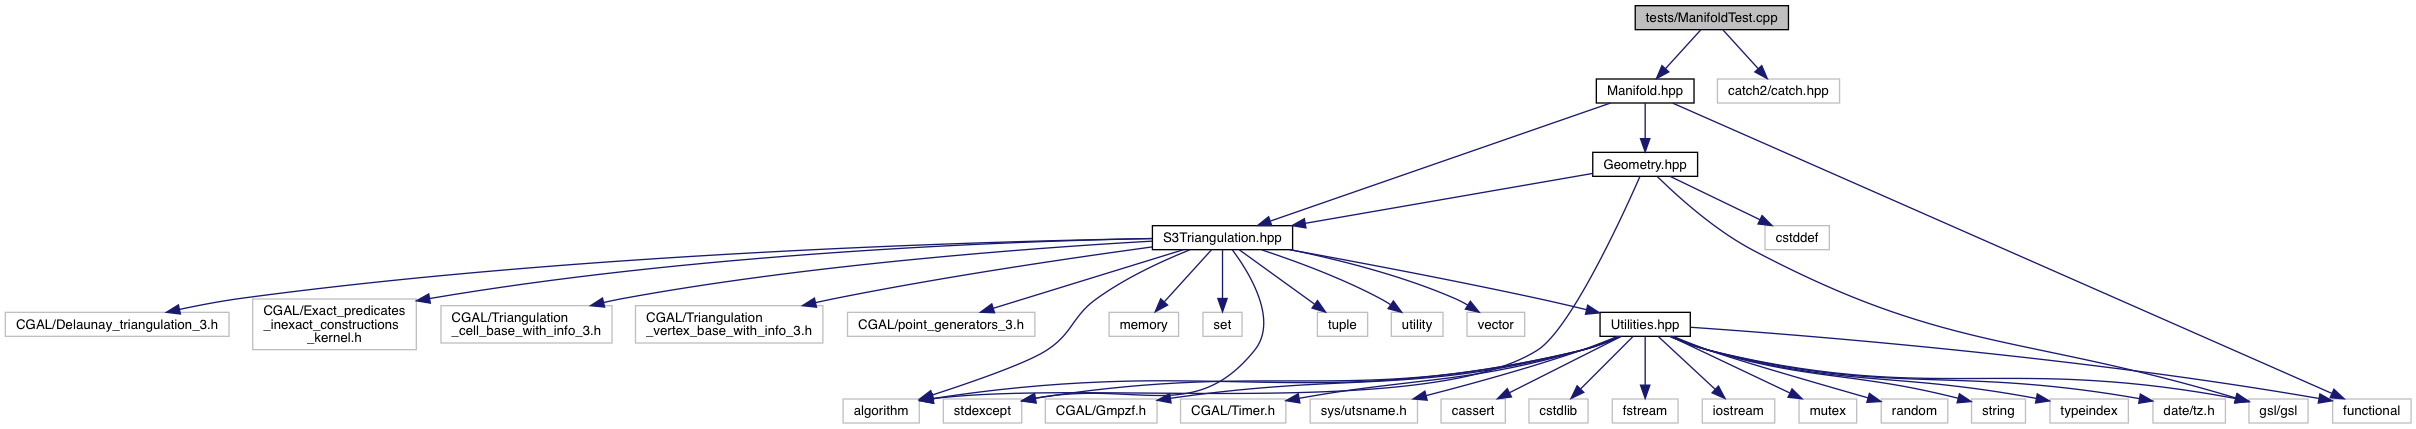 tests/ManifoldTest.cpp
Manifold.hpp
catch2/catch.hpp
Geometry.hpp
S3Triangulation.hpp
cstddef
CGAL/Delaunay_triangulation_3.h
CGAL/Exact_predicates
_inexact_constructions
_kernel.h
CGAL/Triangulation
_cell_base_with_info_3.h
CGAL/Triangulation
_vertex_base_with_info_3.h
CGAL/point_generators_3.h
memory
set
tuple
utility
vector
Utilities.hpp
algorithm
stdexcept
CGAL/Gmpzf.h
CGAL/Timer.h
sys/utsname.h
cassert
cstdlib
fstream
iostream
mutex
random
string
typeindex
date/tz.h
gsl/gsl
functional